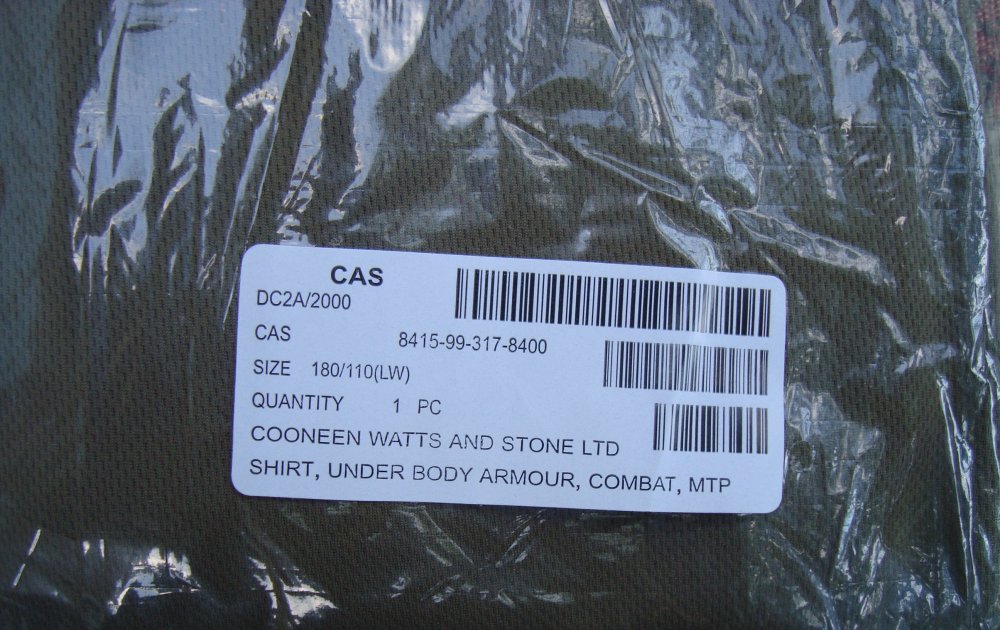 CAS
DC2A/2000
CAS 8415-99-317-8400
SIZE 180/110(LW)
QUANTITY 1 PC
COONEEN WATTS AND STONE LTD
SHIRT, UNDER BODY ARMOUR, COMBAT, MTP